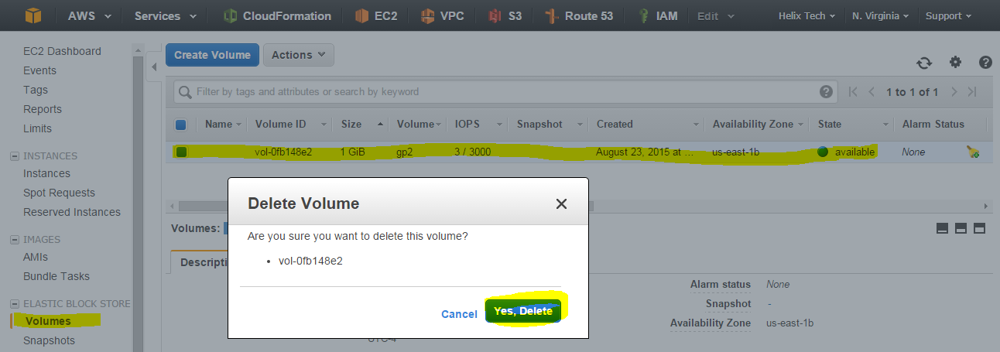 AWS Services CloudFormation EC2 VPC S3 Route 53 IAM Edit Helix Tech N. Virginia Support
EC2 Dashboard
Events
Tags
Reports
Limits
INSTANCES
Instances
Spot Requests
Reserved Instances
IMAGES
AMIs
Bundle Tasks
ELASTIC BLOCK STORE
Volumes
Snapshots
Create Volume Actions
Filter by tags and attributes or search by keyword
1 to 1 of 1
Name Volume ID Size Volume IOPS Snapshot Created Availability Zone State Alarm Status
vol-0fb148e2 1 GiB gp2 3 / 3000 August 23, 2015 at ... us-east-1b available None
Volumes:
Descripti
Delete Volume
Are you sure you want to delete this volume?
• vol-0fb148e2
Cancel Yes, Delete
Alarm status None
Snapshot -
Availability Zone us-east-1b